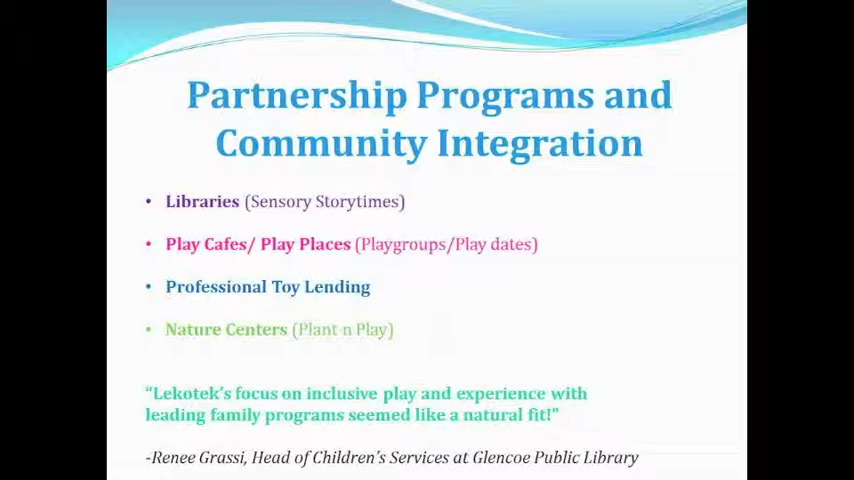 Partnership Programs and
Community Integration
• Libraries (Sensory Storytimes)
• Play Cafes/ Play Places (Playgroups/Play dates)
• Professional Toy Lending
• Nature Centers (Plant n Play)
“Lekotek’s focus on inclusive play and experience with
leading family programs seemed like a natural fit!”
-Renee Grassi, Head of Children’s Services at Glencoe Public Library